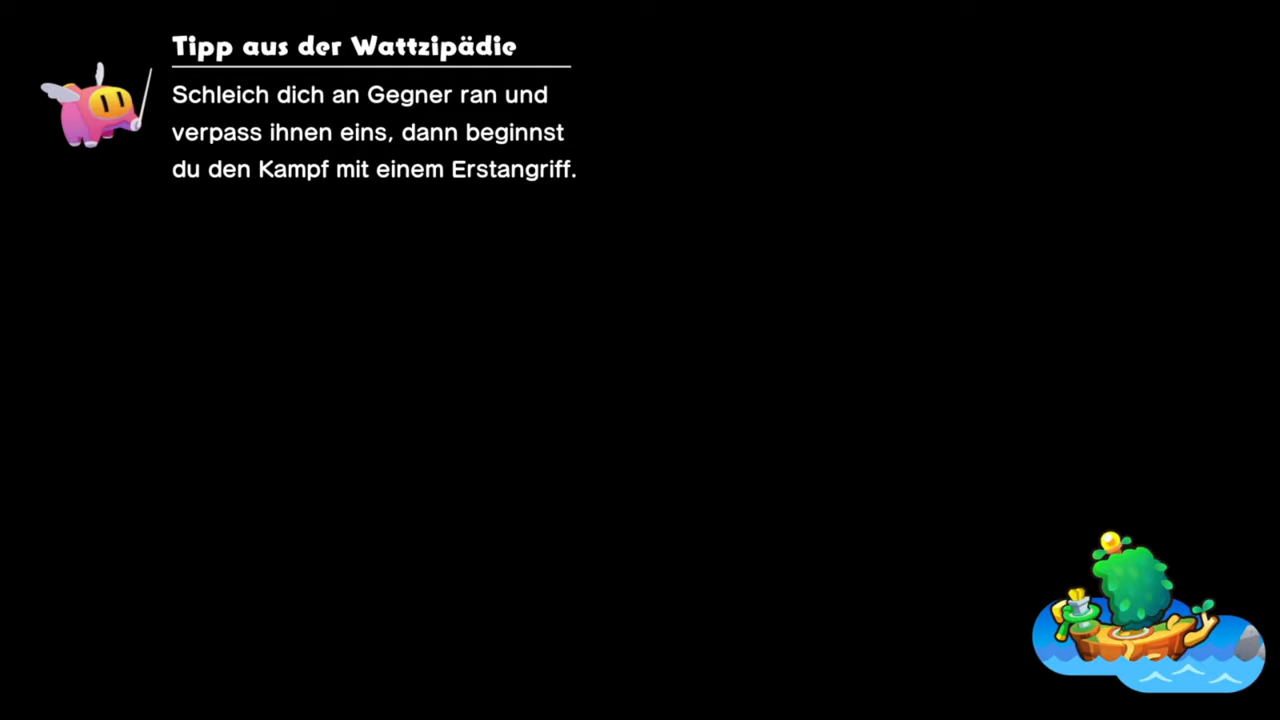 Tipp aus der Wattzipädie
Schleich dich an Gegner ran und
verpass ihnen eins, dann beginnst
du den Kampf mit einem Erstangriff.